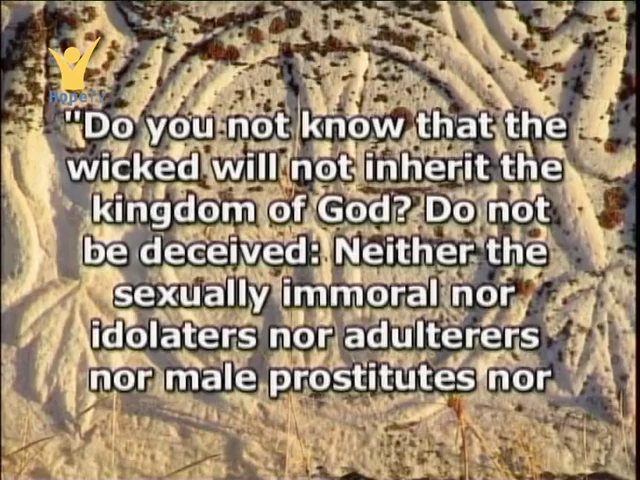 HopeTV
"Do you not know that the
wicked will not inherit the
kingdom of God? Do not
be deceived: Neither the
sexually immoral nor
idolaters nor adulterers
nor male prostitutes nor